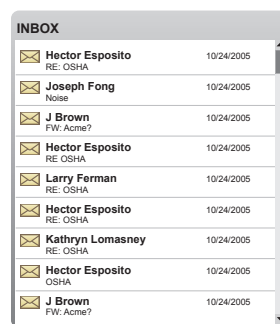 INBOX
Hector Esposito 10/24/2005
RE: OSHA
Joseph Fong 10/24/2005
Noise
J Brown 10/24/2005
FW: Acme?
Hector Esposito 10/24/2005
RE OSHA
Larry Ferman 10/24/2005
RE: OSHA
Hector Esposito 10/24/2005
RE: OSHA
Kathryn Lomasney 10/24/2005
RE: OSHA
Hector Esposito 10/24/2005
OSHA
J Brown 10/24/2005
FW: Acme?